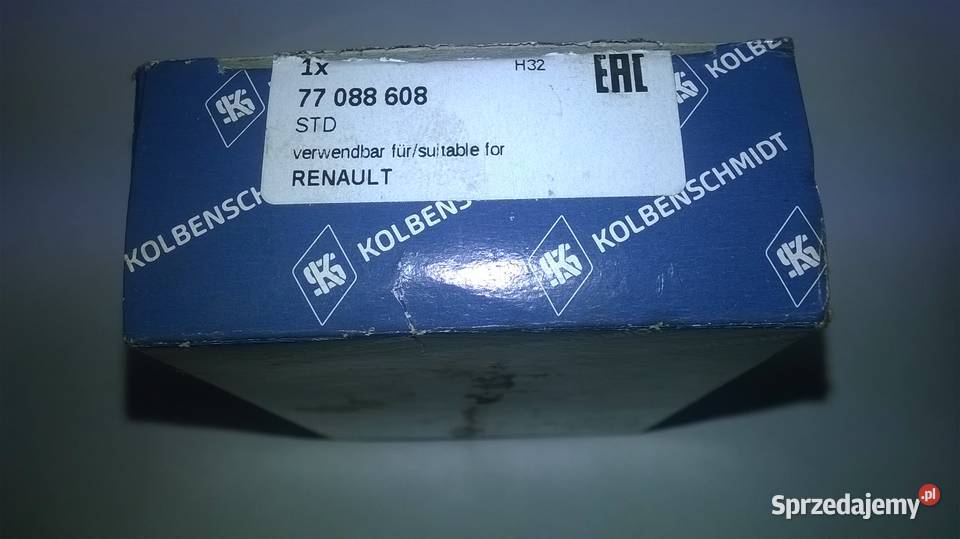 1x H32 EAC
77 088 608
STD
verwendbar für/suitable for
RENAULT
KOLBENSCH
KOLBENS
KOLBENSCHMIDT
KOLB
KS
KS
KS
KS
KS
Sprzedajemy.pl